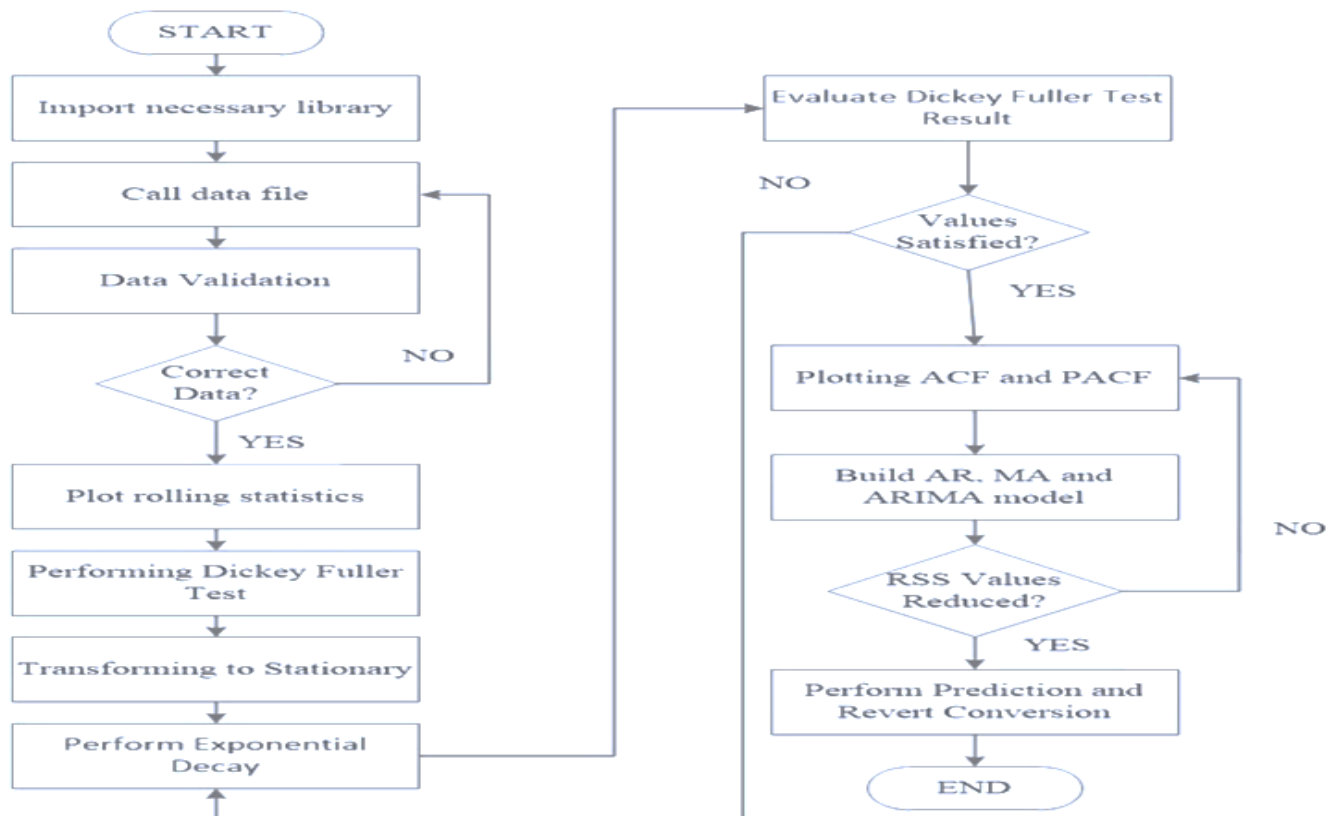 START
Import necessary library
Call data file
Data Validation
Correct
Data?
NO
YES
Plot rolling statistics
Performing Dickey Fuller
Test
Transforming to Stationary
Perform Exponential
Decay
Evaluate Dickey Fuller Test
Result
NO
Values
Satisfied?
YES
Plotting ACF and PACF
Build AR, MA and
ARIMA model
NO
RSS Values
Reduced?
YES
Perform Prediction and
Revert Conversion
END